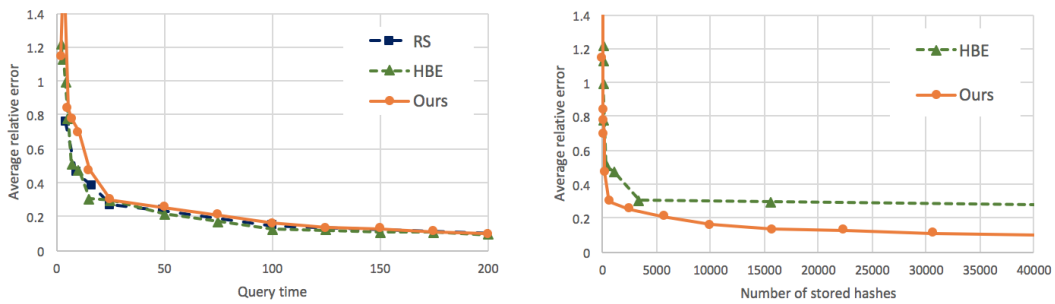 1.4
1.2
1
0.8
0.6
0.4
0.2
0
Average relative error
0 50 100 150 200
Query time
RS
HBE
Ours
1.4
1.2
1
0.8
0.6
0.4
0.2
0
Average relative error
0 5000 10000 15000 20000 25000 30000 35000 40000
Number of stored hashes
HBE
Ours